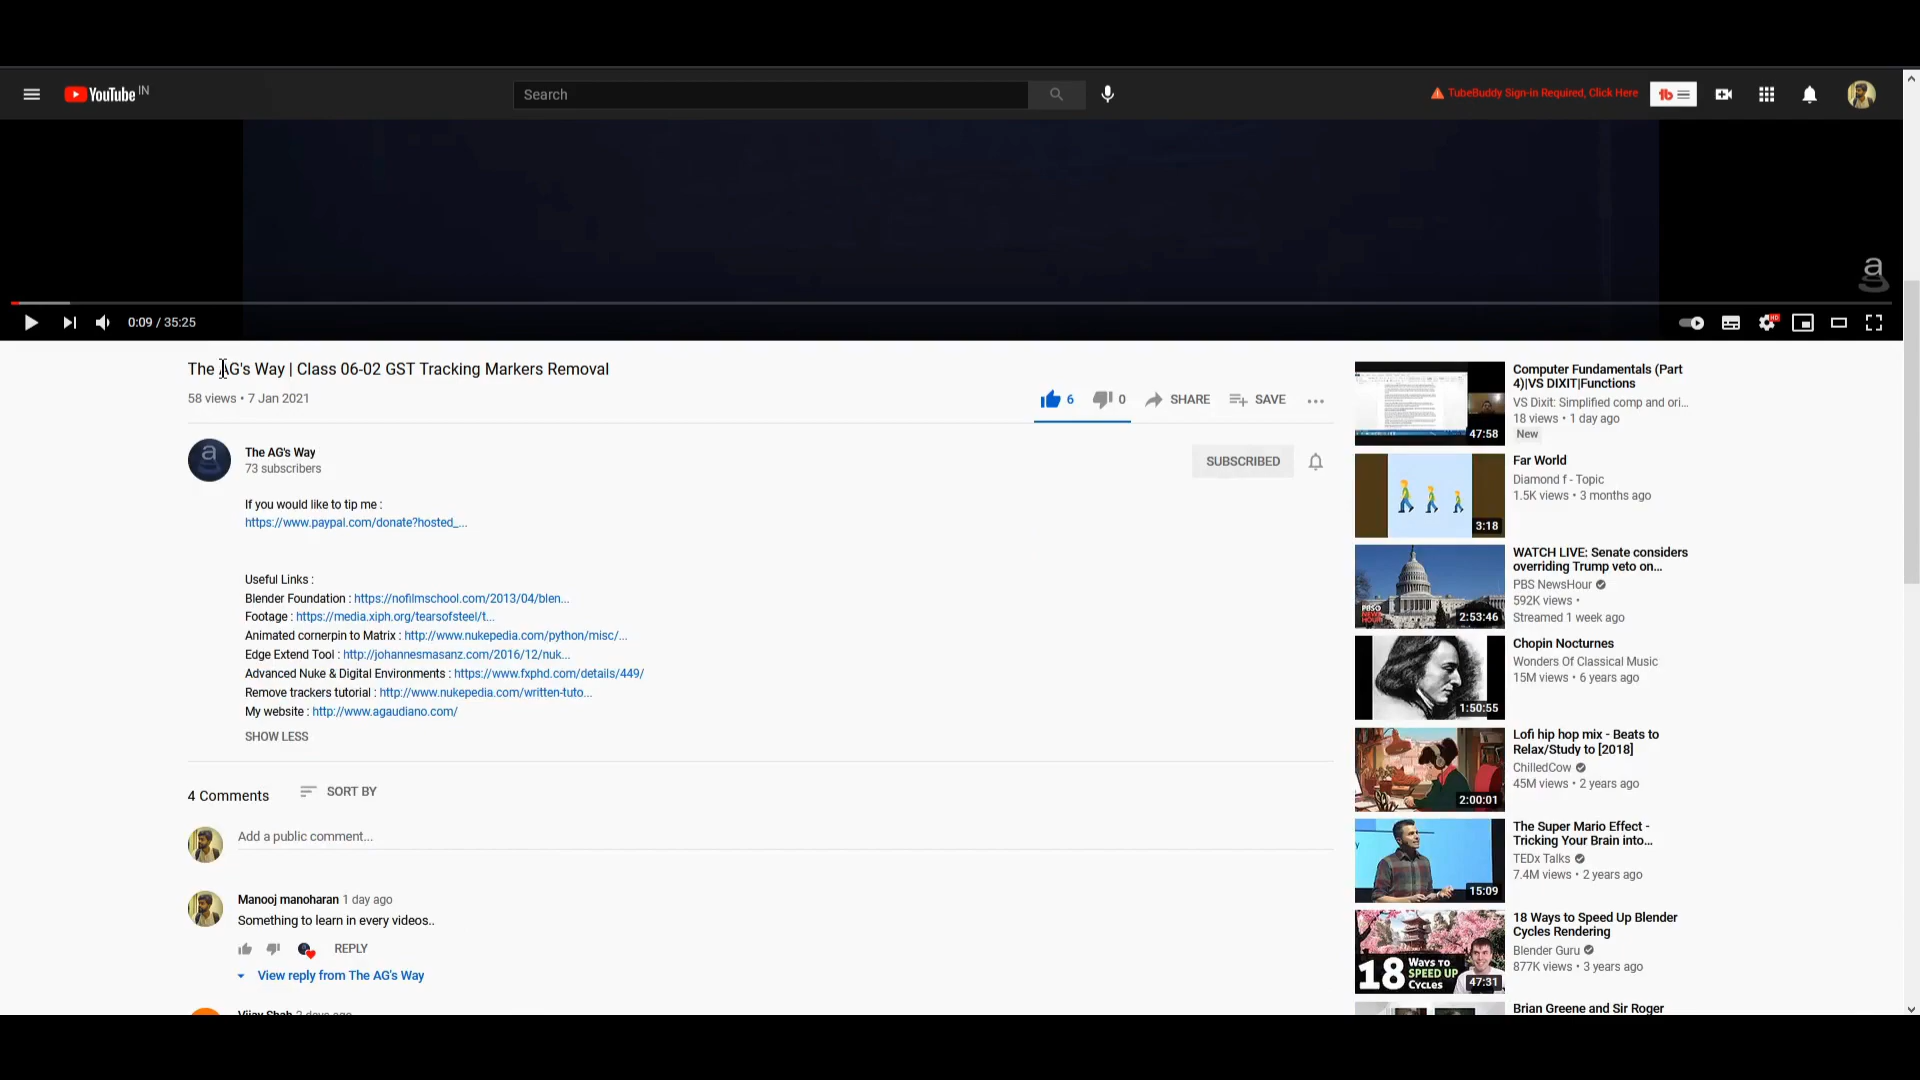 YouTube IN
Search
TubeBuddy Sign-in Required, Click Here
tb
a
0:09 / 35:25
HD
The AG's Way | Class 06-02 GST Tracking Markers Removal
58 views • 7 Jan 2021
6
0
SHARE
SAVE
a
The AG's Way
73 subscribers
SUBSCRIBED
If you would like to tip me :
https://www.paypal.com/donate?hosted_...
Useful Links :
Blender Foundation : https://nofilmschool.com/2013/04/blen...
Footage : https://media.xiph.org/tearsofsteel/t...
Animated cornerpin to Matrix : http://www.nukepedia.com/python/misc/...
Edge Extend Tool : http://johannesmasanz.com/2016/12/nuk...
Advanced Nuke & Digital Environments : https://www.fxphd.com/details/449/
Remove trackers tutorial : http://www.nukepedia.com/written-tuto...
My website : http://www.agaudiano.com/
SHOW LESS
4 Comments
SORT BY
Add a public comment...
Manooj manoharan 1 day ago
Something to learn in every videos..
REPLY
View reply from The AG's Way
Vijay Shah 2 days ago
47:58
Computer Fundamentals (Part
4)|VS DIXIT|Functions
VS Dixit: Simplified comp and ori...
18 views • 1 day ago
New
3:18
Far World
Diamond f - Topic
1.5K views • 3 months ago
PBS
NEWS
HOUR
2:53:46
WATCH LIVE: Senate considers
overriding Trump veto on...
PBS NewsHour
592K views •
Streamed 1 week ago
1:50:55
Chopin Nocturnes
Wonders Of Classical Music
15M views • 6 years ago
2:00:01
Lofi hip hop mix - Beats to
Relax/Study to [2018]
ChilledCow
45M views • 2 years ago
15:09
The Super Mario Effect -
Tricking Your Brain into...
TEDx Talks
7.4M views • 2 years ago
18 WAYS TO
SPEED UP
CYCLES
47:31
18 Ways to Speed Up Blender
Cycles Rendering
Blender Guru
877K views • 3 years ago
Brian Greene and Sir Roger